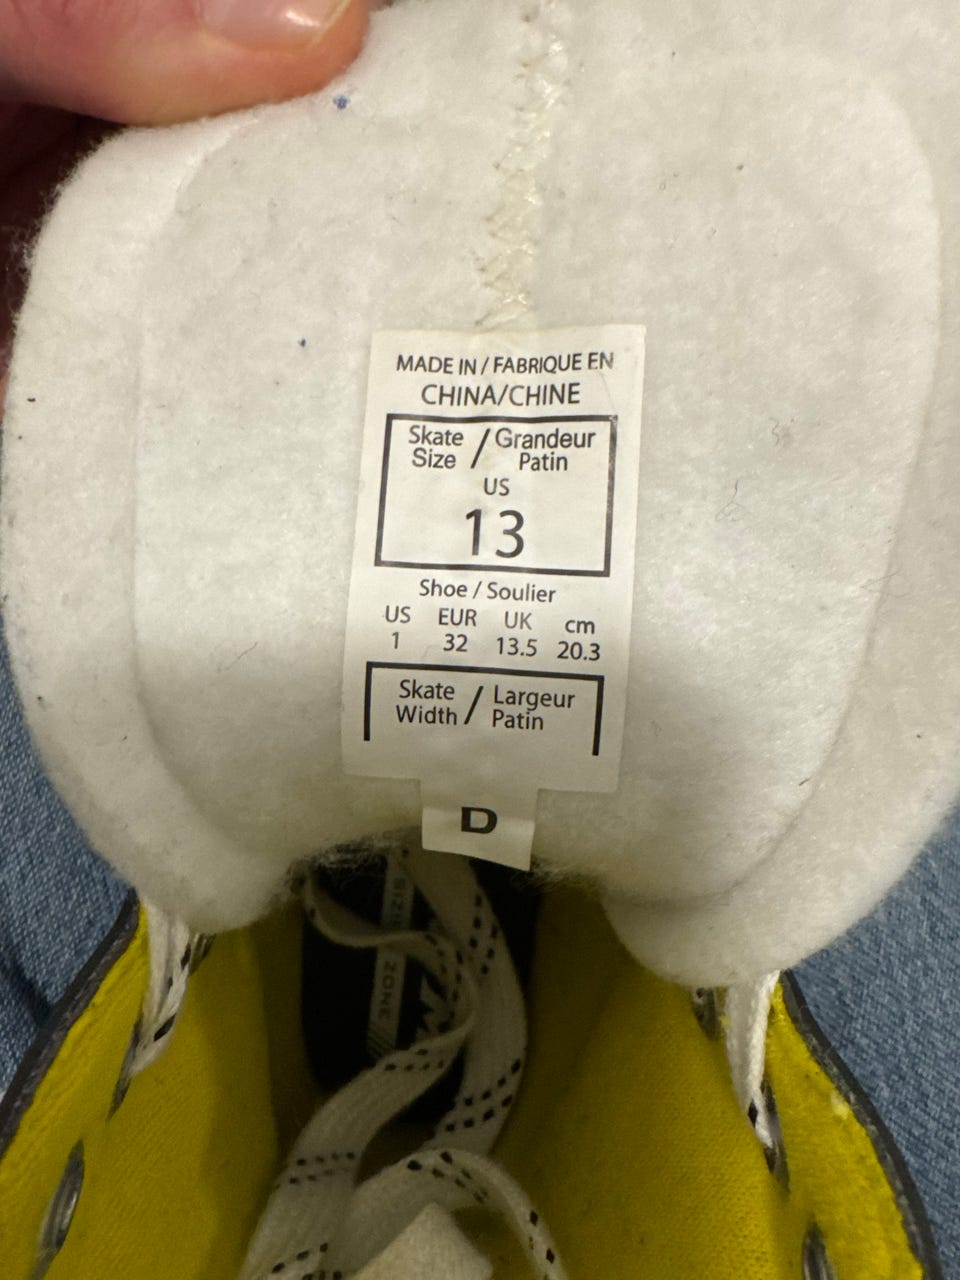 MADE IN / FABRIQUE EN
CHINA/CHINE
Skate / Grandeur
Size Patin
US
13
Shoe / Soulier
US EUR UK cm
1 32 13.5 20.3
Skate / Largeur
Width Patin
D
ZONE